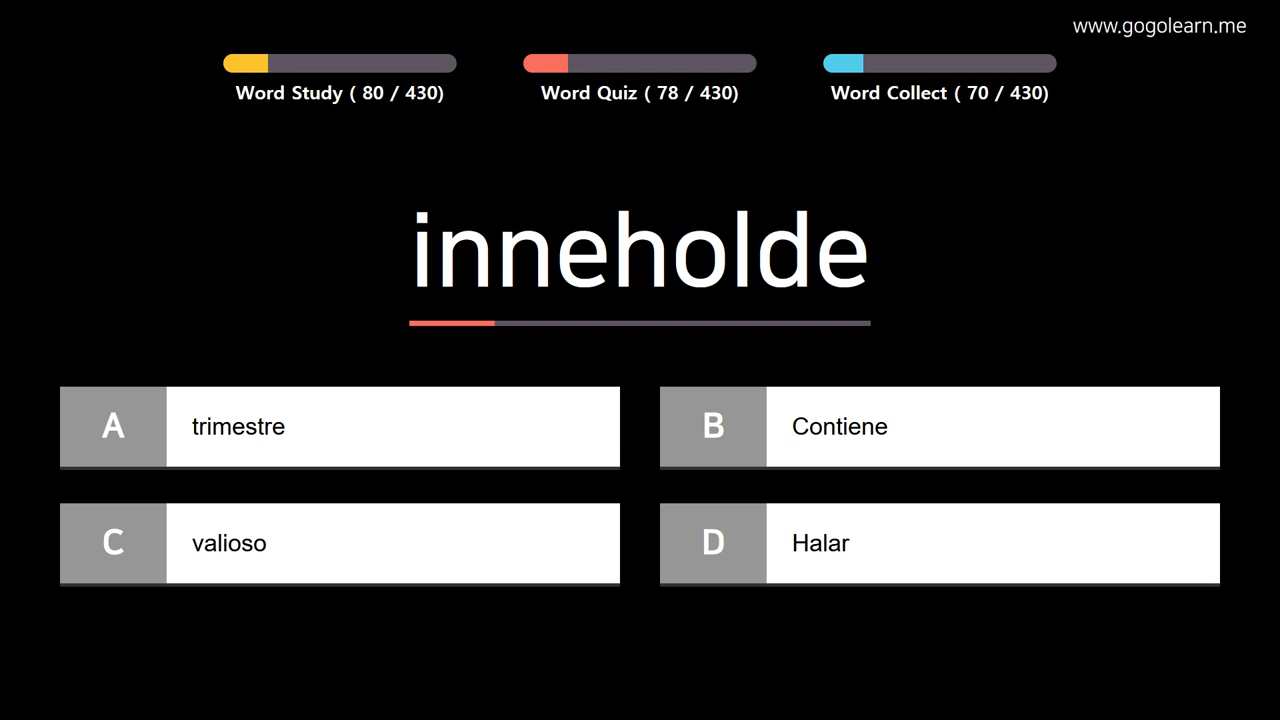 www.gogolearn.me
Word Study ( 80 / 430)
Word Quiz ( 78 / 430)
Word Collect ( 70 / 430)
inneholde
A trimestre
B Contiene
C valioso
D Halar